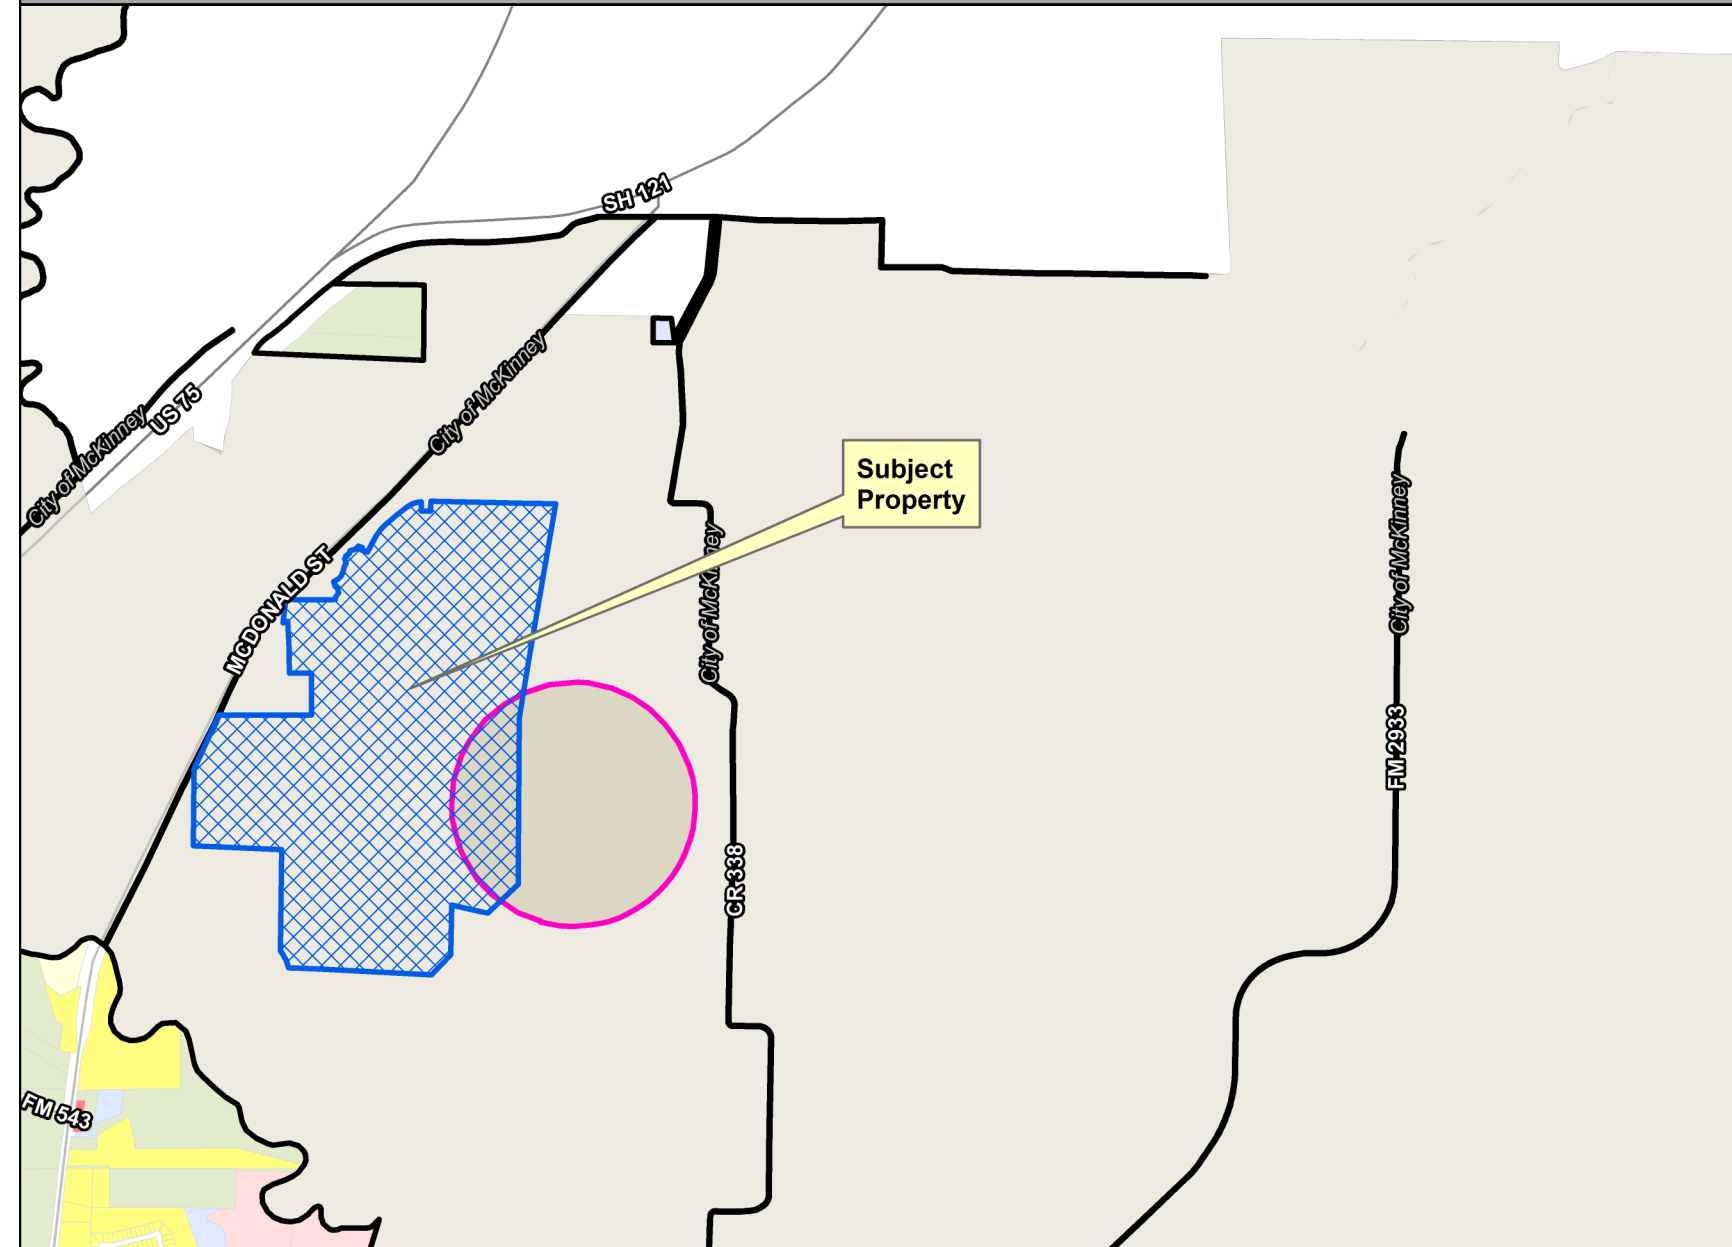 SH 121
City of McKinney
US 75
City of McKinney
Subject
Property
City of McKinney
City of McKinney
MCDONALD ST
FM 2933
CR 338
FM 543